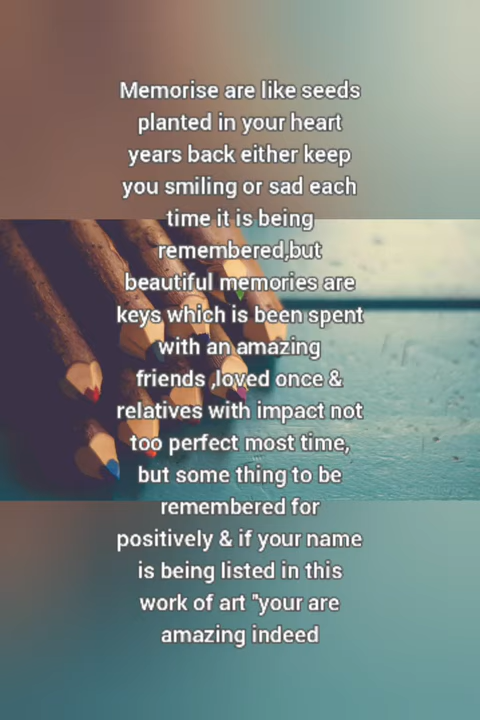 Memorise are like seeds
planted in your heart
years back either keep
you smiling or sad each
time it is being
remembered,but
beautiful memories are
keys which is been spent
with an amazing
friends ,loved once &
relatives with impact not
too perfect most time,
but some thing to be
remembered for
positively & if your name
is being listed in this
work of art "your are
amazing indeed